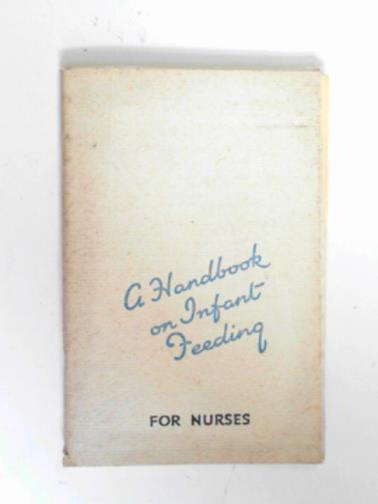 A Handbook
on Infant
Feeding
FOR NURSES